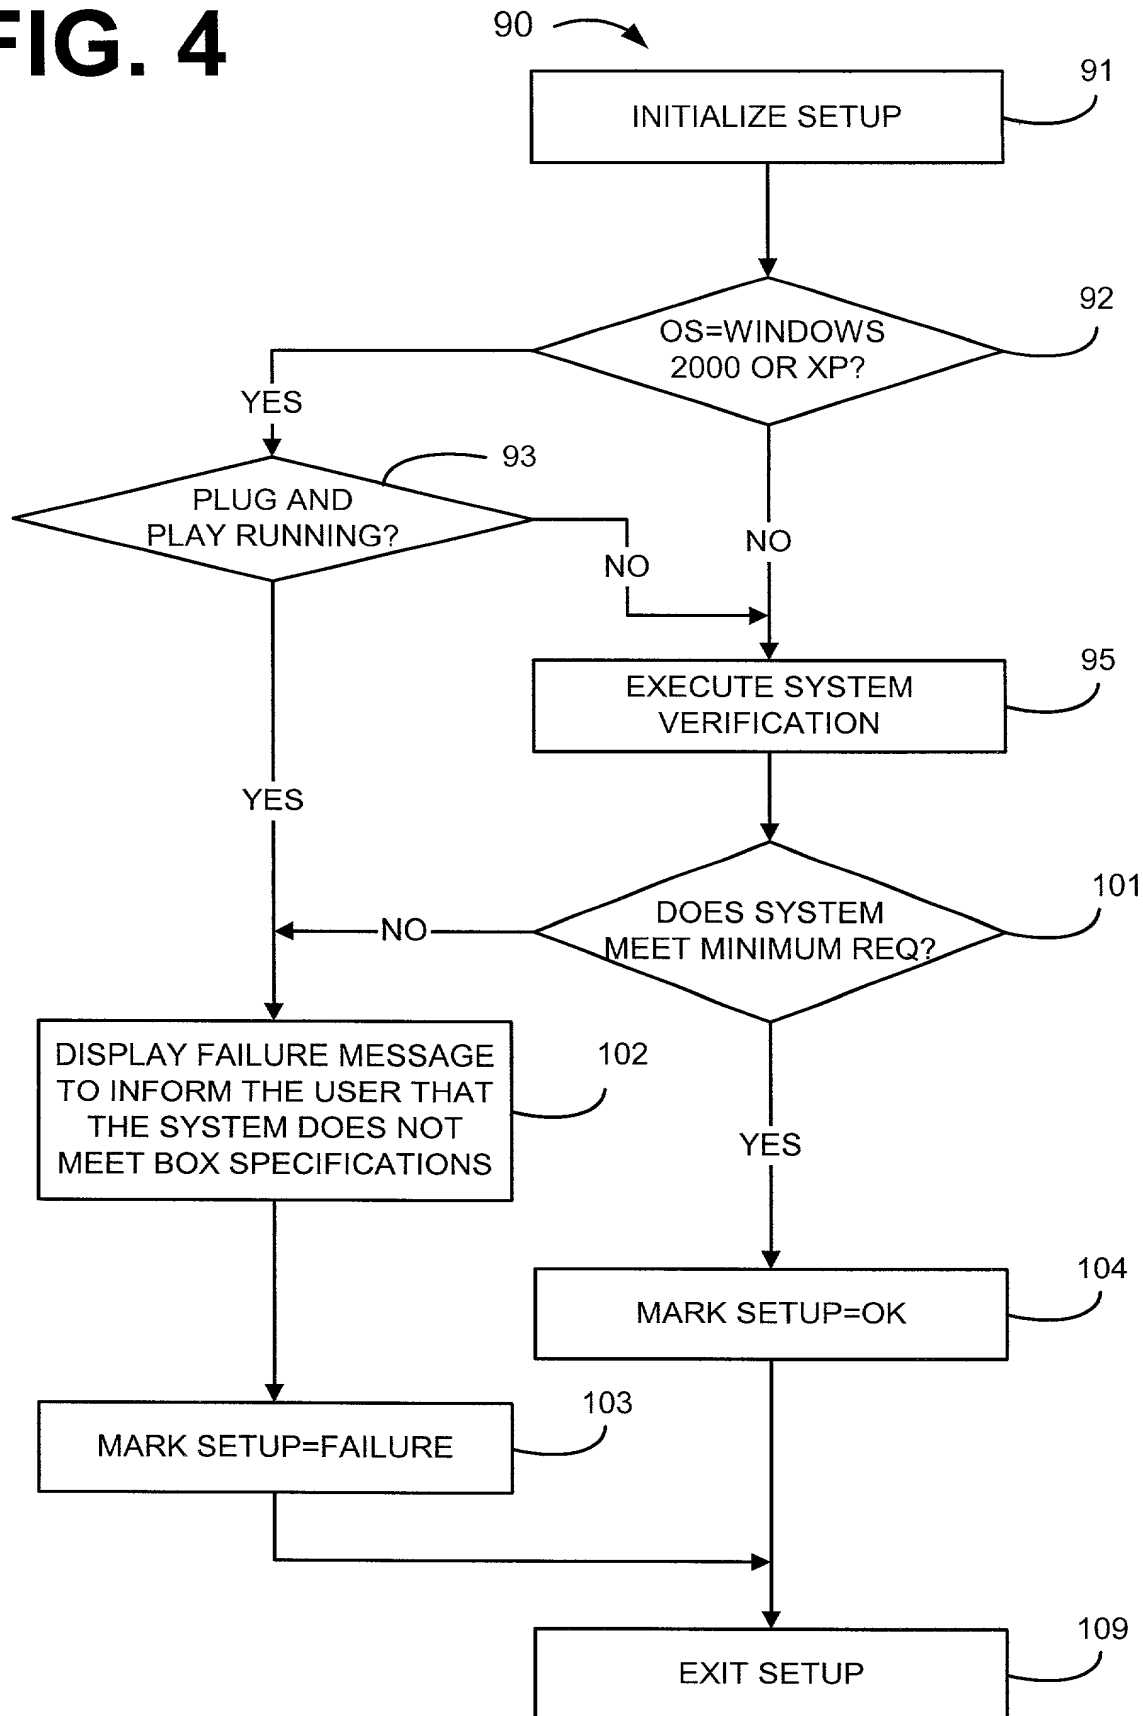 FIG. 4
90
91
INITIALIZE SETUP
92
OS=WINDOWS
2000 OR XP?
YES
93
PLUG AND
PLAY RUNNING?
NO
NO
95
EXECUTE SYSTEM
VERIFICATION
YES
101
DOES SYSTEM
MEET MINIMUM REQ?
NO
102
DISPLAY FAILURE MESSAGE
TO INFORM THE USER THAT
THE SYSTEM DOES NOT
MEET BOX SPECIFICATIONS
YES
104
MARK SETUP=OK
103
MARK SETUP=FAILURE
109
EXIT SETUP